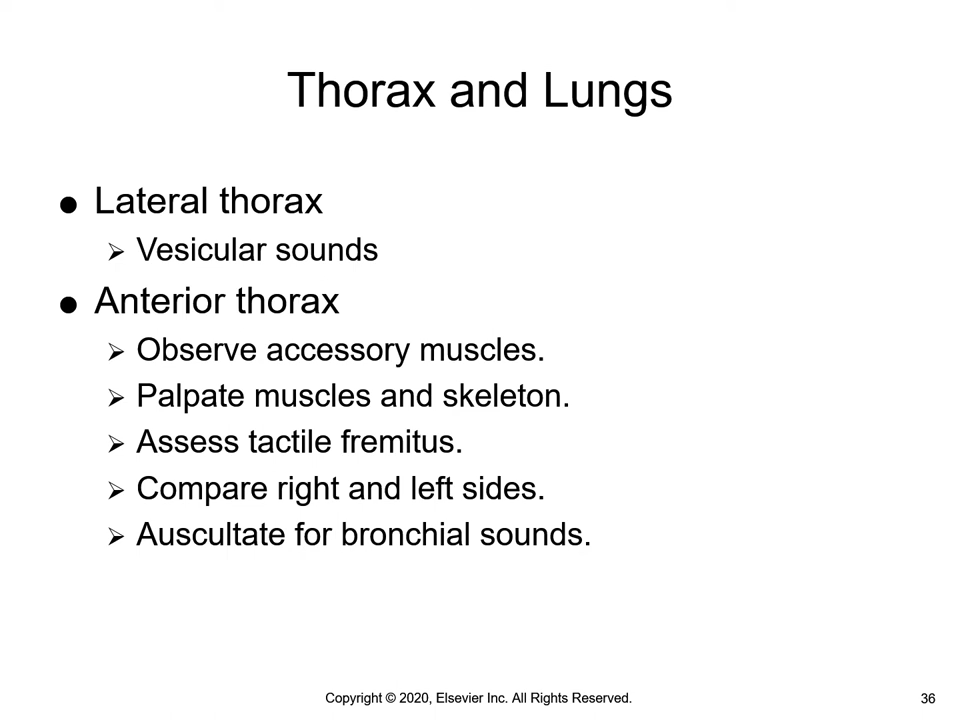 Thorax and Lungs
● Lateral thorax
➢ Vesicular sounds
● Anterior thorax
➢ Observe accessory muscles.
➢ Palpate muscles and skeleton.
➢ Assess tactile fremitus.
➢ Compare right and left sides.
➢ Auscultate for bronchial sounds.
Copyright © 2020, Elsevier Inc. All Rights Reserved.
36